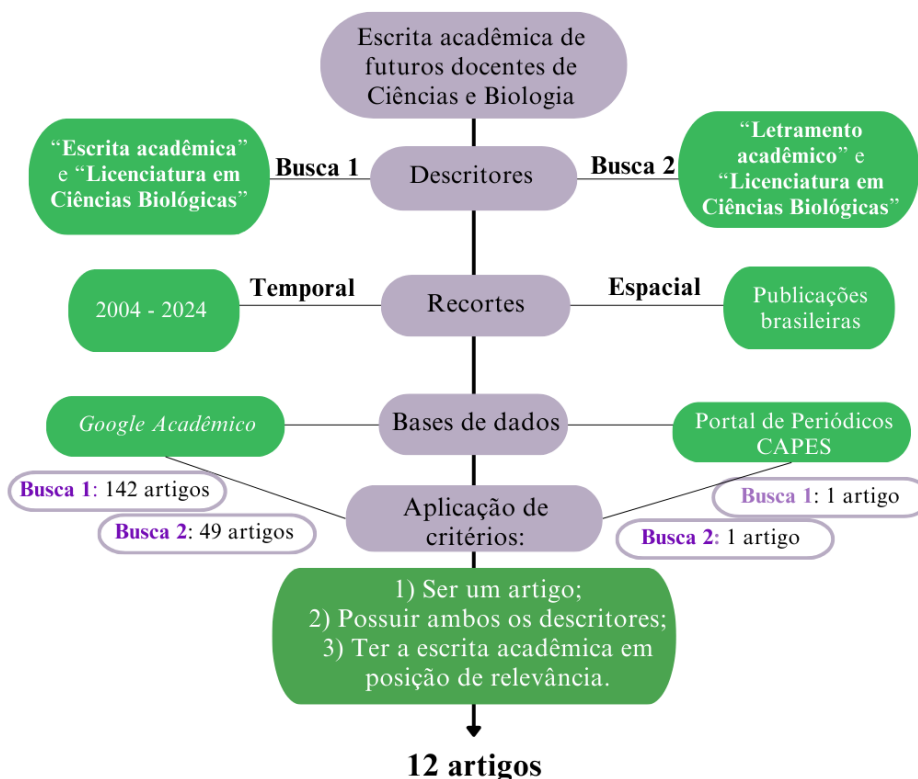 Escrita acadêmica de
futuros docentes de
Ciências e Biologia
“Escrita acadêmica”
e “Licenciatura em
Ciências Biológicas”
Busca 1
Descritores
Busca 2
“Letramento
acadêmico” e
“Licenciatura em
Ciências Biológicas”
2004 - 2024
Temporal
Recortes
Espacial
Publicações
brasileiras
Google Acadêmico
Bases de dados
Portal de Periódicos
CAPES
Busca 1: 142 artigos
Busca 2: 49 artigos
Aplicação de
critérios:
Busca 1: 1 artigo
Busca 2: 1 artigo
1) Ser um artigo;
2) Possuir ambos os descritores;
3) Ter a escrita acadêmica em
posição de relevância.
12 artigos